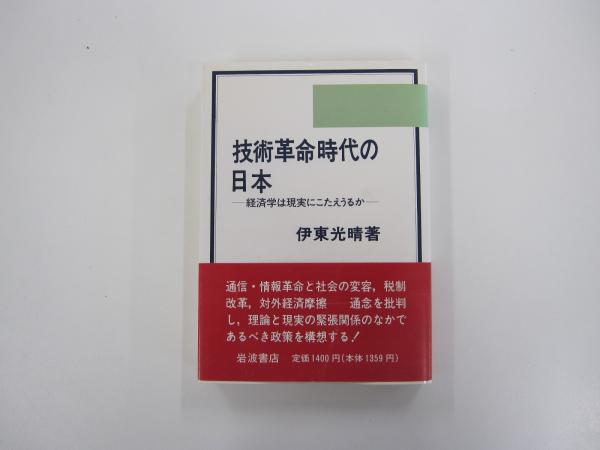 技術革命時代の
日本
―経済学は現実にこたえうるか―
伊東光晴著
通信・情報革命と社会の変容，税制
改革，対外経済摩擦――通念を批判
し，理論と現実の緊張関係のなかで
あるべき政策を構想する！
岩波書店 定価1400円（本体1359円）